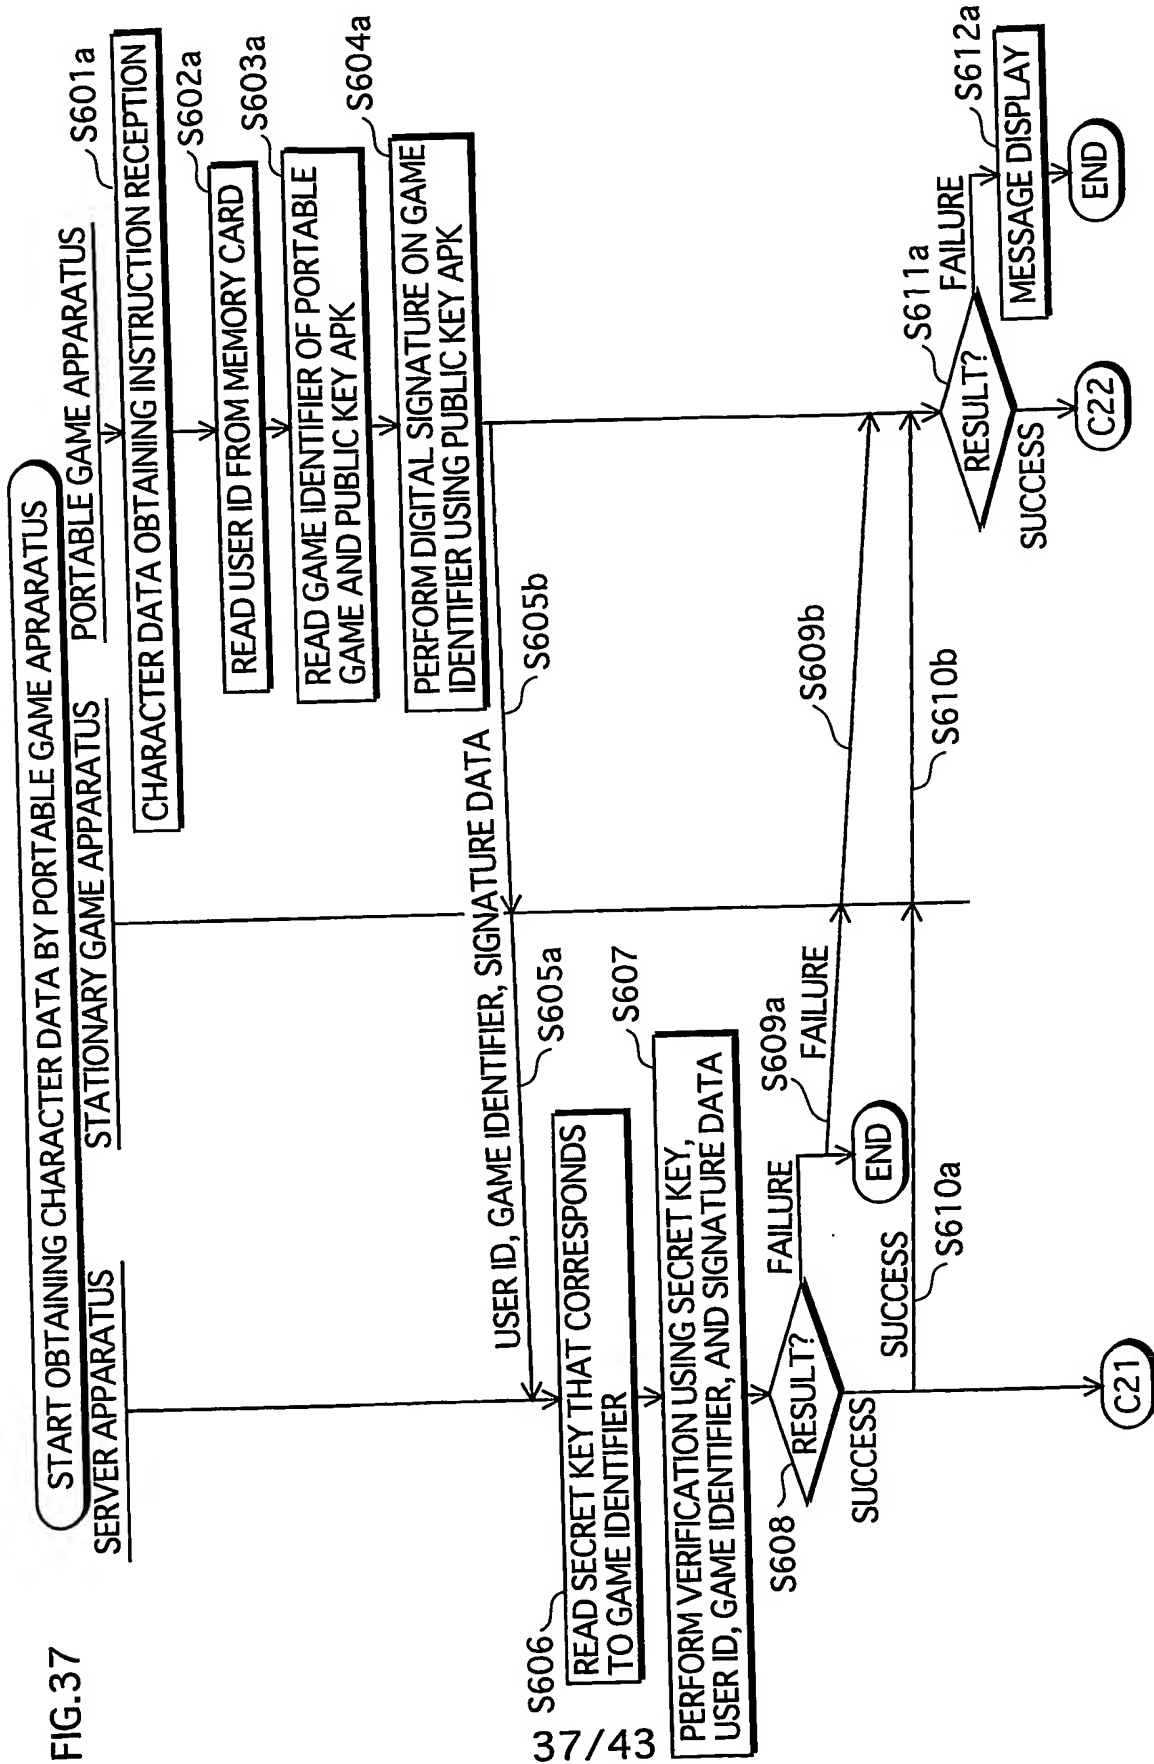 FIG.37
START OBTAINING CHARACTER DATA BY PORTABLE GAME APRARATUS
SERVER APPARATUS
STATIONARY GAME APPARATUS
PORTABLE GAME APPARATUS
S601a
CHARACTER DATA OBTAINING INSTRUCTION RECEPTION
S602a
READ USER ID FROM MEMORY CARD
S603a
READ GAME IDENTIFIER OF PORTABLE
GAME AND PUBLIC KEY APK
S604a
PERFORM DIGITAL SIGNATURE ON GAME
IDENTIFIER USING PUBLIC KEY APK
USER ID, GAME IDENTIFIER, SIGNATURE DATA
S605b
S605a
S606
READ SECRET KEY THAT CORRESPONDS
TO GAME IDENTIFIER
S607
PERFORM VERIFICATION USING SECRET KEY,
USER ID, GAME IDENTIFIER, AND SIGNATURE DATA
S608
RESULT?
FAILURE
S609a
FAILURE
S609b
END
SUCCESS
SUCCESS
S610a
S610b
C21
S611a
RESULT?
FAILURE
S612a
MESSAGE DISPLAY
END
SUCCESS
C22
37/43